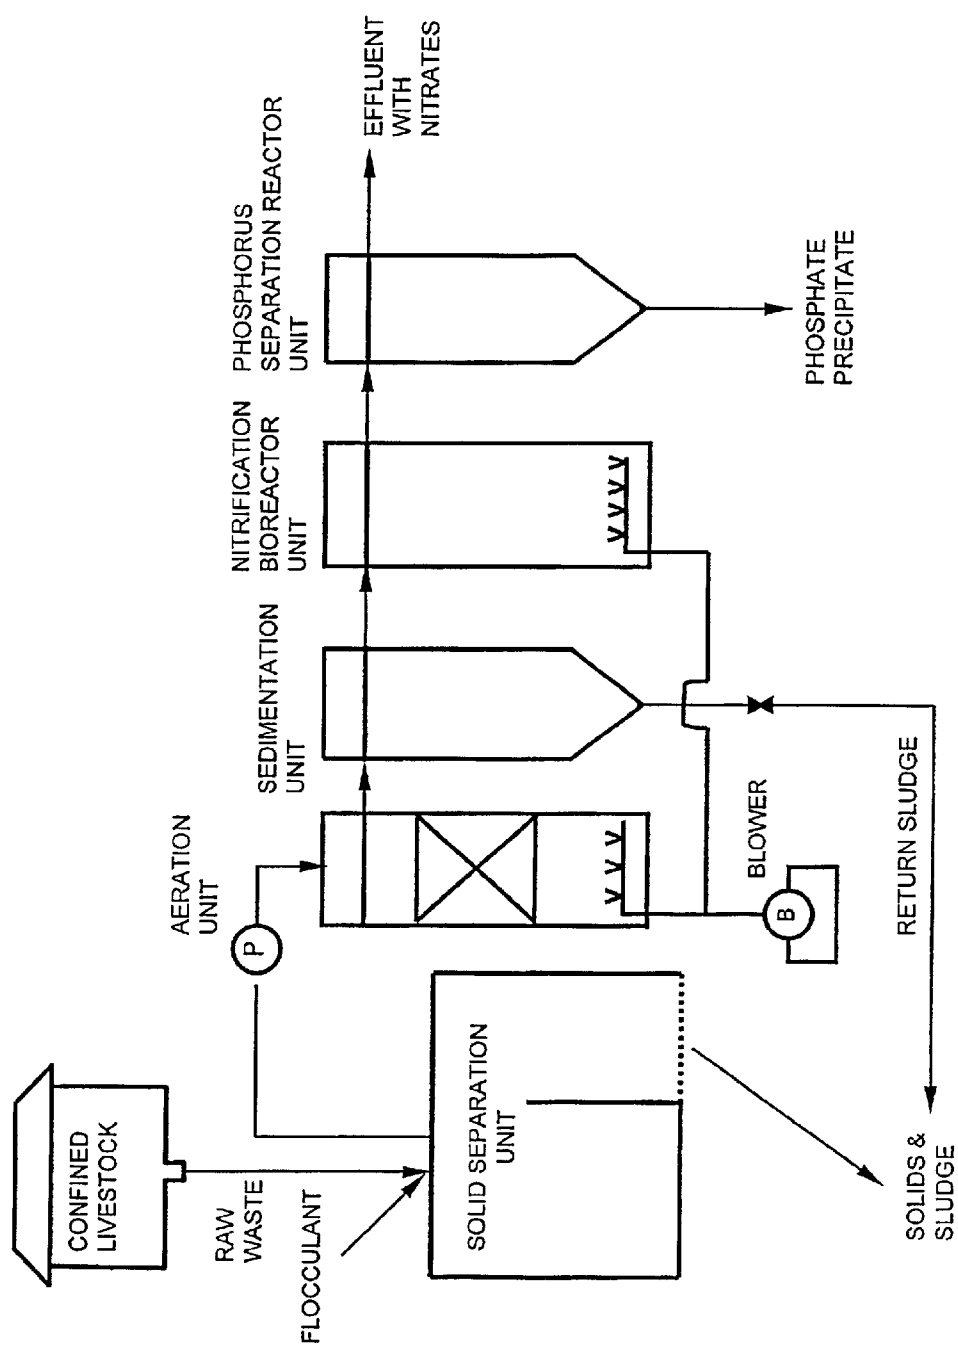 CONFINED
LIVESTOCK
RAW
WASTE
FLOCCULANT
SOLID SEPARATION
UNIT
P
AERATION
UNIT
SEDIMENTATION
UNIT
NITRIFICATION
BIOREACTOR
UNIT
PHOSPHORUS
SEPARATION REACTOR
UNIT
EFFLUENT
WITH
NITRATES
BLOWER
B
PHOSPHATE
PRECIPITATE
RETURN SLUDGE
SOLIDS &
SLUDGE